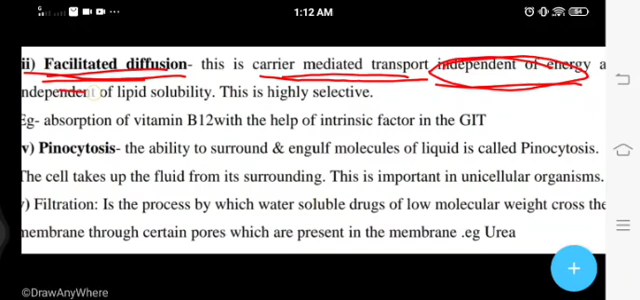 1:12 AM
54
ii) Facilitated diffusion- this is carrier mediated transport independent of energy a
ndependent of lipid solubility. This is highly selective.
Eg- absorption of vitamin B12with the help of intrinsic factor in the GIT
v) Pinocytosis- the ability to surround & engulf molecules of liquid is called Pinocytosis.
The cell takes up the fluid from its surrounding. This is important in unicellular organisms.
) Filtration: Is the process by which water soluble drugs of low molecular weight cross the
membrane through certain pores which are present in the membrane .eg Urea
©DrawAnyWhere